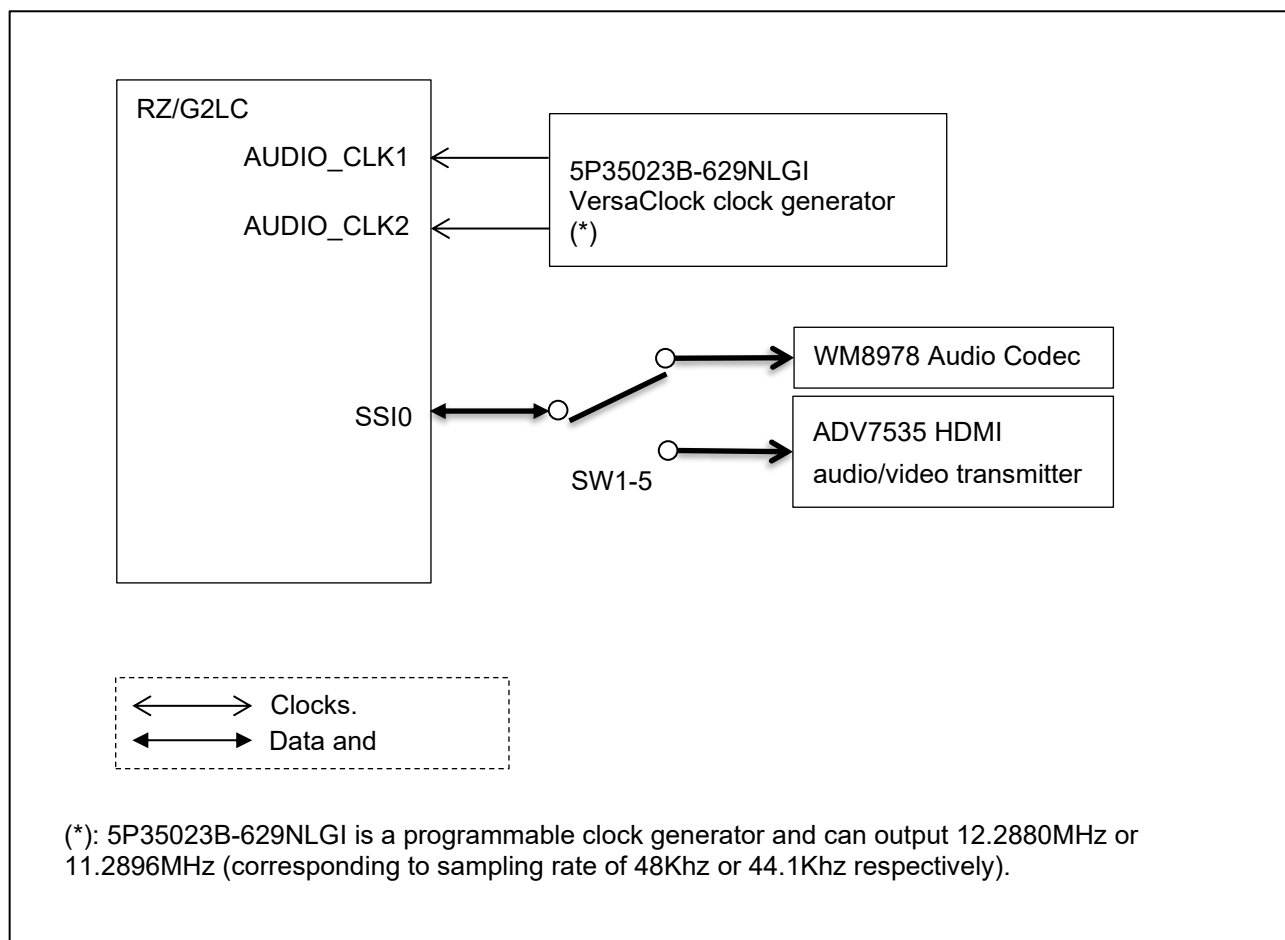 RZ/G2LC
AUDIO_CLK1
AUDIO_CLK2
5P35023B-629NLGI
VersaClock clock generator
(*)
WM8978 Audio Codec
SSI0
ADV7535 HDMI
audio/video transmitter
SW1-5
Clocks.
Data and
(*): 5P35023B-629NLGI is a programmable clock generator and can output 12.2880MHz or
11.2896MHz (corresponding to sampling rate of 48Khz or 44.1Khz respectively).